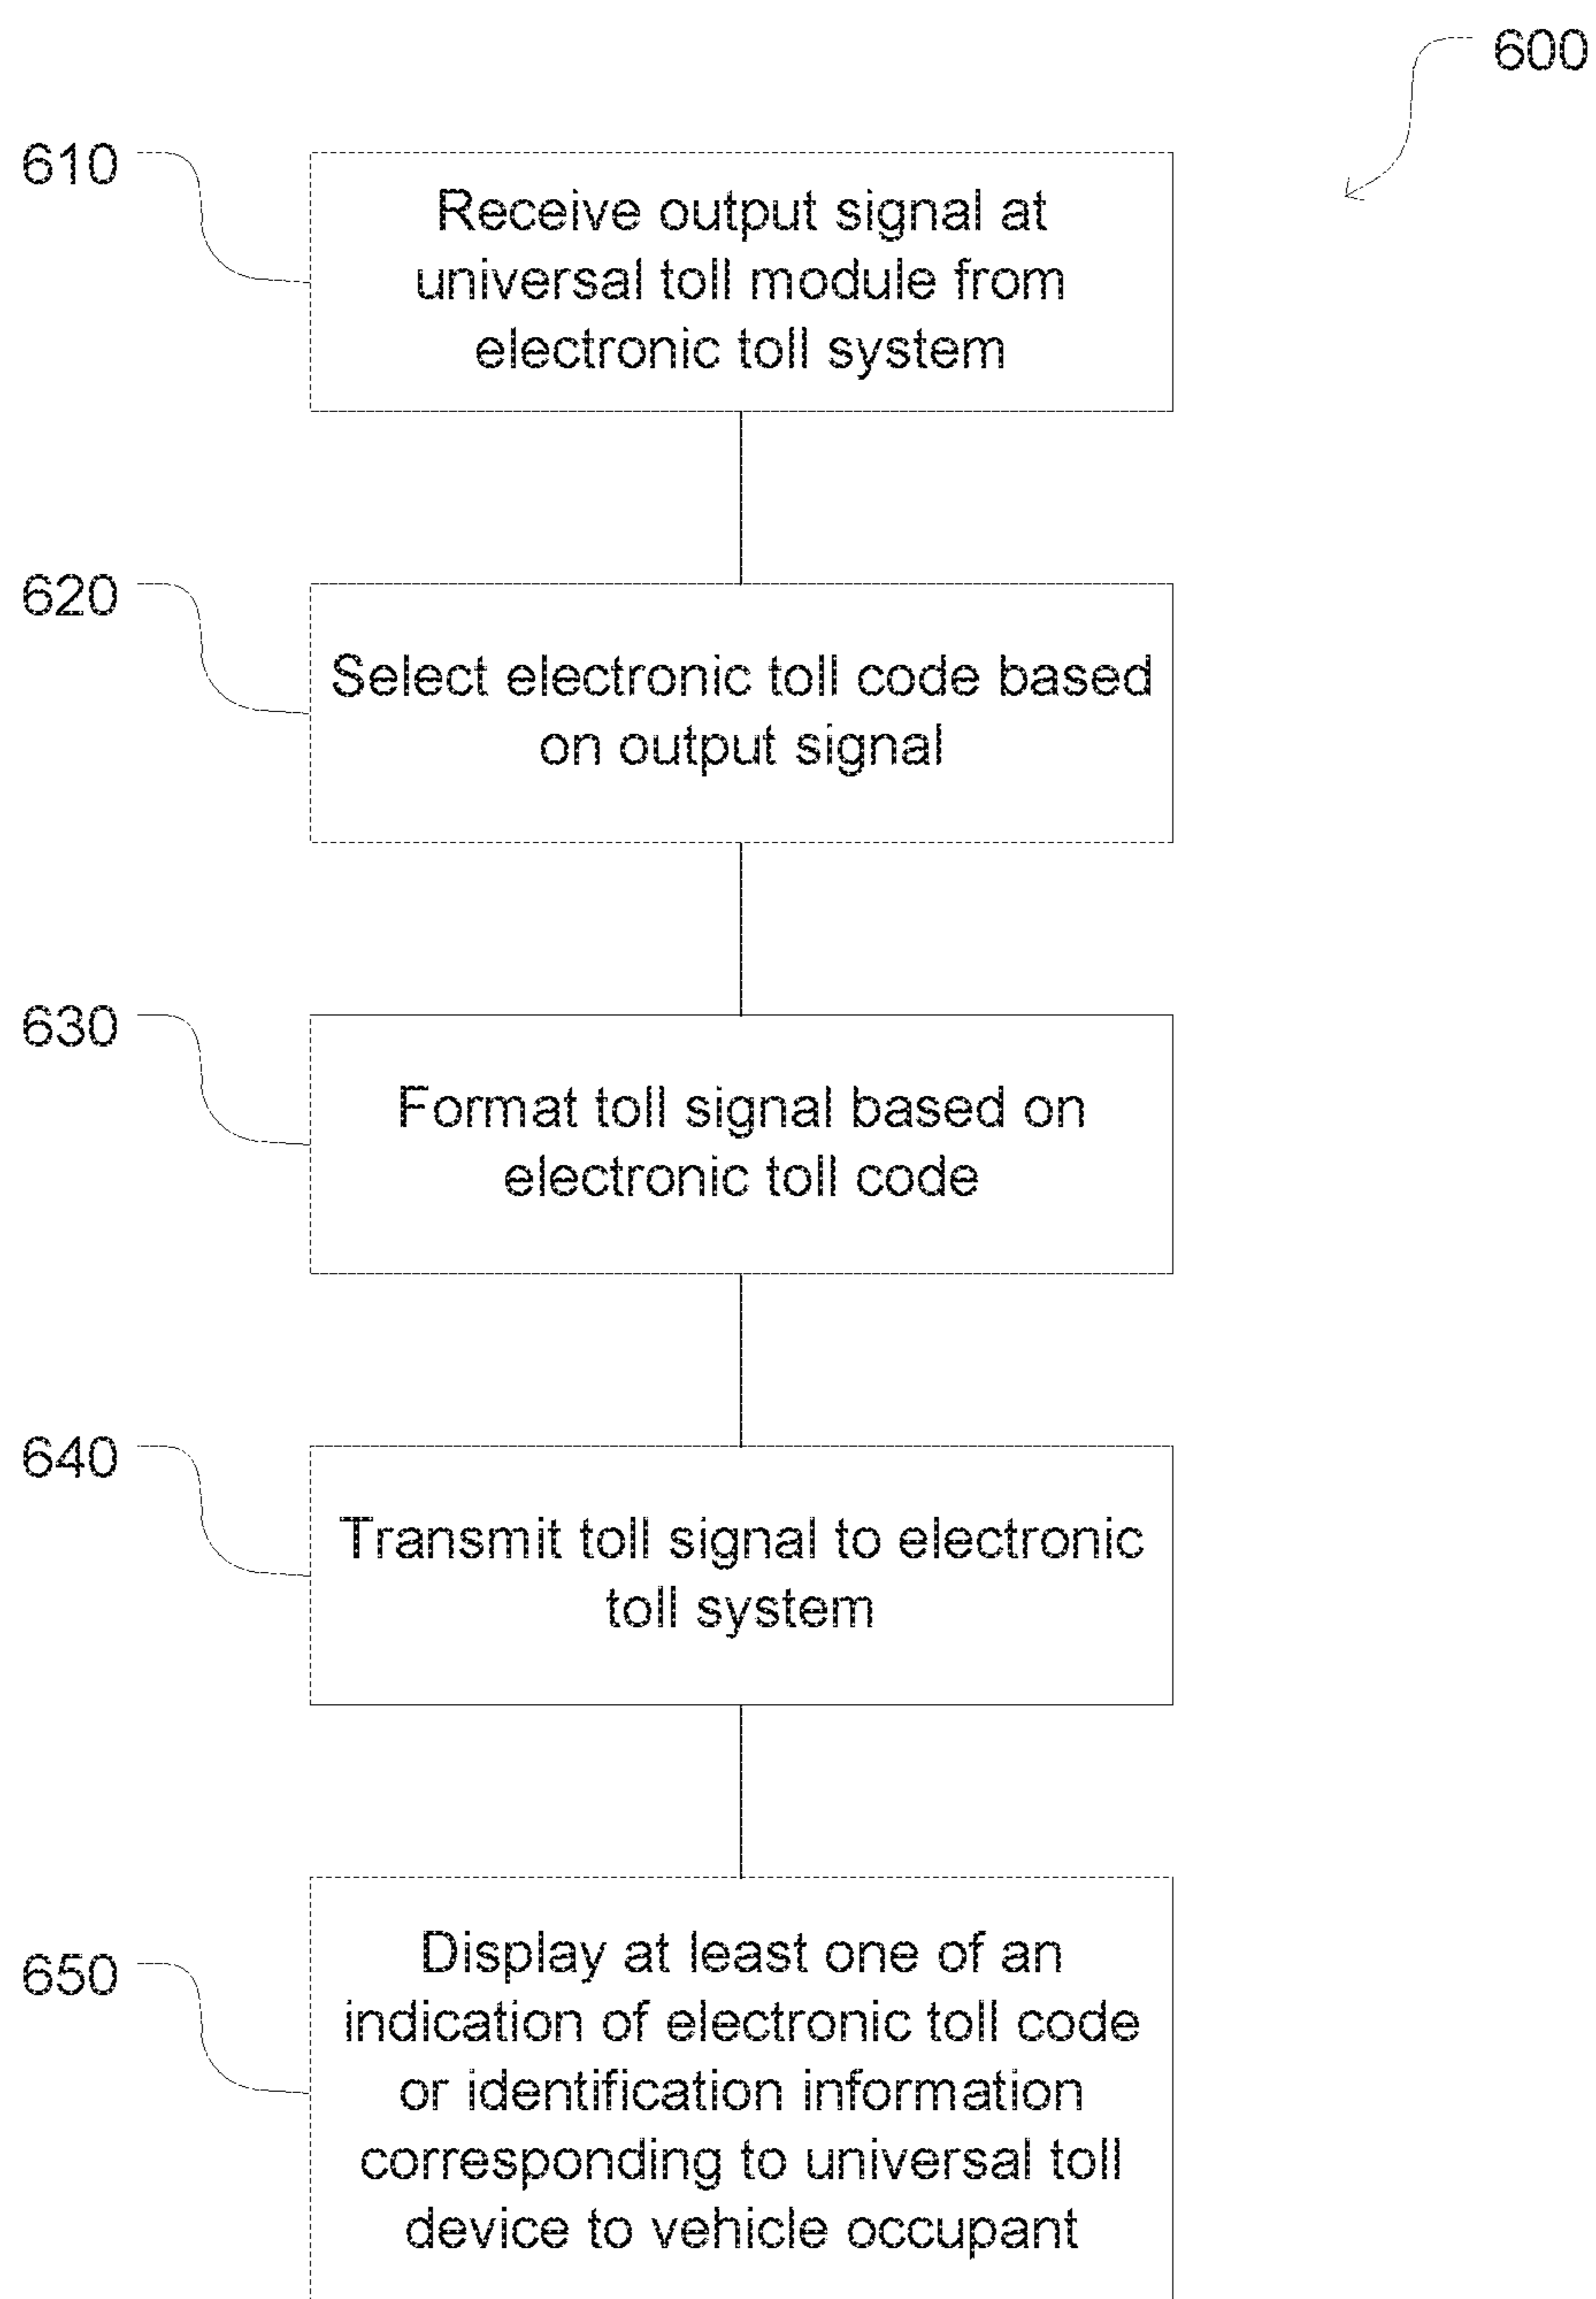 600
610
Receive output signal at
universal toll module from
electronic toll system
620
Select electronic toll code based
on output signal
630
Format toll signal based on
electronic toll code
640
Transmit toll signal to electronic
toll system
650
Display at least one of an
indication of electronic toll code
or identification information
corresponding to universal toll
device to vehicle occupant